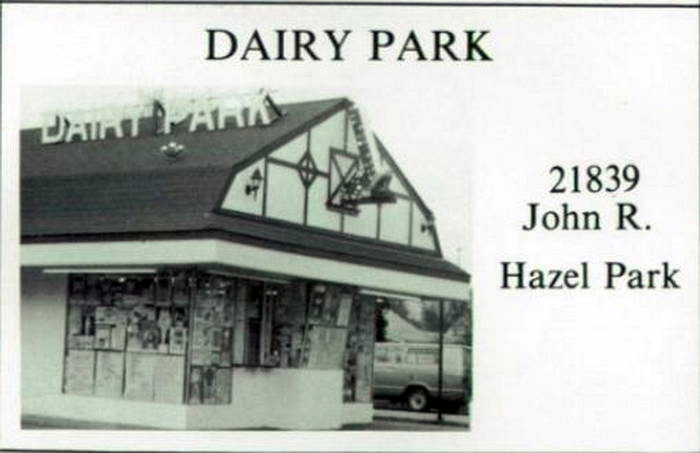 DAIRY PARK
DAIRY PARK
21839
John R.
Hazel Park